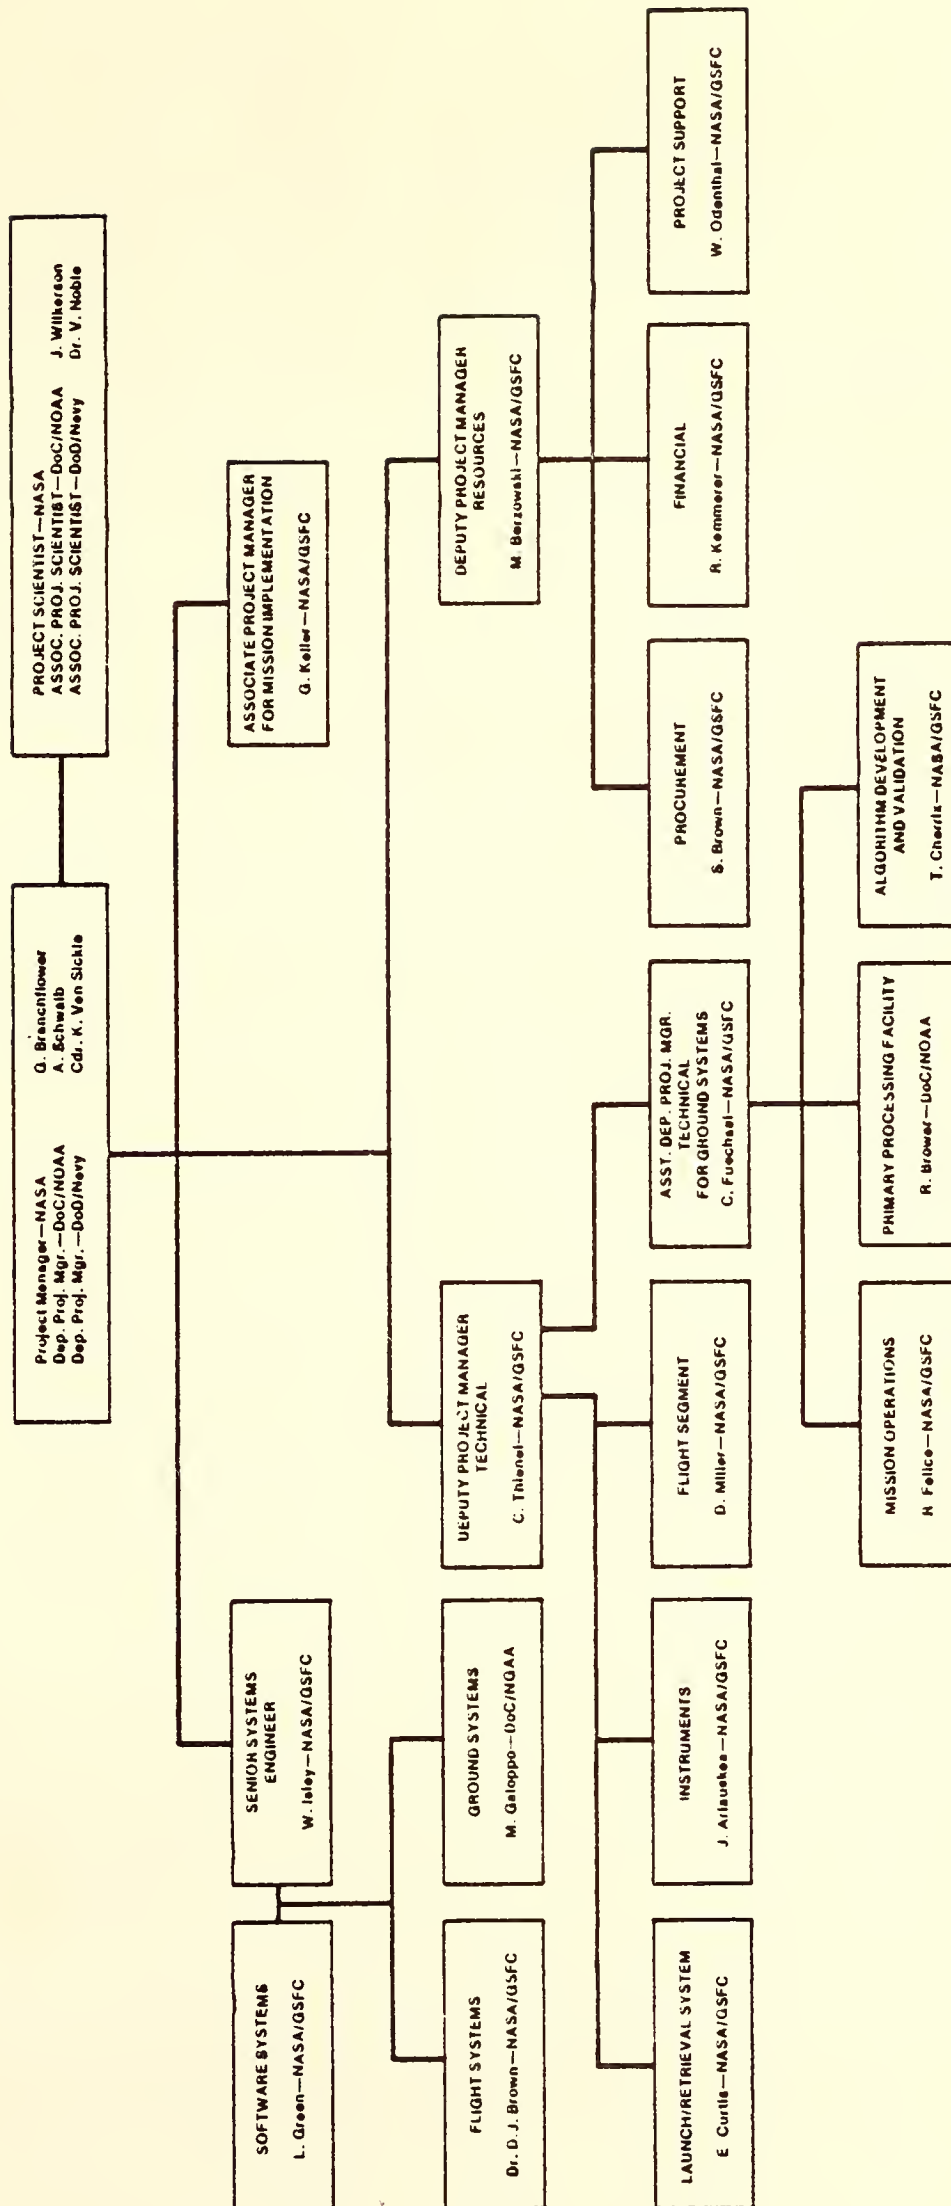 Project Manager—NASA G. Branchflower
Dep. Proj. Mgr.—DoC/NOAA A. Schwalb
Dep. Proj. Mgr.—DoD/Navy Cdr. K. Van Sickle
PROJECT SCIENTIST—NASA
ASSOC. PROJ. SCIENTIST—DoC/NOAA J. Wilkerson
ASSOC. PROJ. SCIENTIST—DoD/Navy Dr. V. Noble
SOFTWARE SYSTEMS
L. Green—NASA/GSFC
SENIOR SYSTEMS
ENGINEER
W. Isley—NASA/GSFC
ASSOCIATE PROJECT MANAGER
FOR MISSION IMPLEMENTATION
G. Keller—NASA/GSFC
FLIGHT SYSTEMS
Dr. D. J. Brown—NASA/GSFC
GROUND SYSTEMS
M. Galoppo—DoC/NOAA
DEPUTY PROJECT MANAGER
TECHNICAL
C. Thienel—NASA/GSFC
DEPUTY PROJECT MANAGER
RESOURCES
M. Berzowski—NASA/GSFC
LAUNCH/RETRIEVAL SYSTEM
E Curtis—NASA/GSFC
INSTRUMENTS
J. Arlauskas—NASA/GSFC
FLIGHT SEGMENT
D. Miller—NASA/GSFC
ASST. DEP. PROJ. MGR.
TECHNICAL
FOR GROUND SYSTEMS
C. Fuechsel—NASA/GSFC
PROCUREMENT
S. Brown—NASA/GSFC
FINANCIAL
R. Kemmerer—NASA/GSFC
PROJECT SUPPORT
W. Odenthal—NASA/GSFC
MISSION OPERATIONS
Felice—NASA/GSFC
PRIMARY PROCESSING FACILITY
R. Brower—DoC/NOAA
ALGORITHM DEVELOPMENT
AND VALIDATION
T. Cherrix—NASA/GSFC